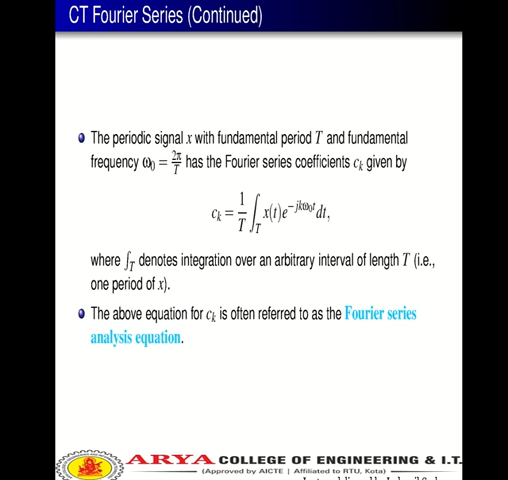 CT Fourier Series (Continued)
The periodic signal x with fundamental period T and fundamental
frequency ω₀ = 2π/T has the Fourier series coefficients cₖ given by
cₖ = 1/T ∫_T x(t)e^{−jkω₀t}dt,
where ∫_T denotes integration over an arbitrary interval of length T (i.e.,
one period of x).
The above equation for cₖ is often referred to as the Fourier series
analysis equation.
ARYA COLLEGE OF ENGINEERING & I.T.
(Approved by AICTE | Affiliated to RTU, Kota)